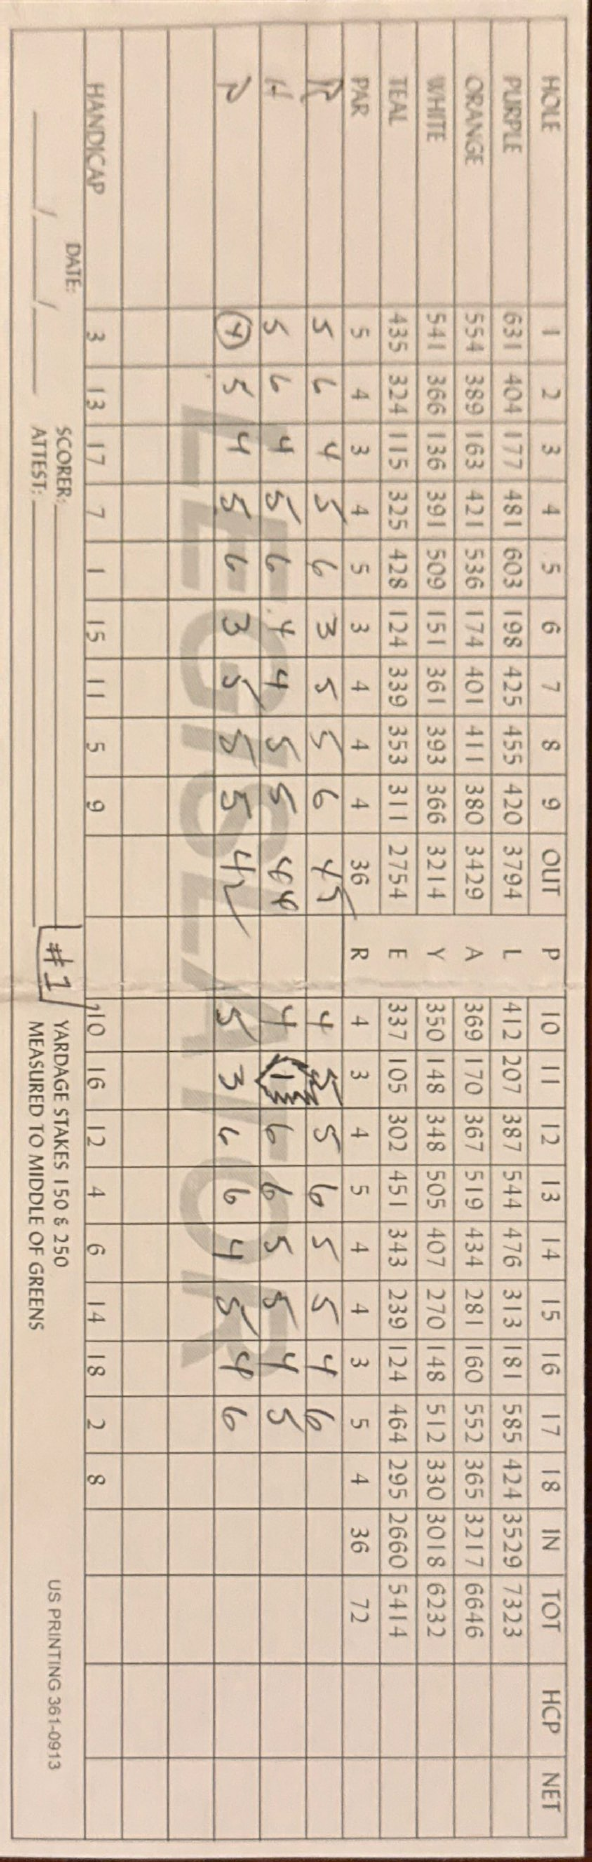 HOLE 1 2 3 4 5 6 7 8 9 OUT P 10 11 12 13 14 15 16 17 18 IN TOT HCP NET
PURPLE 631 404 177 481 603 198 425 455 420 3794 L 412 207 387 544 476 313 181 585 424 3529 7323
ORANGE 554 389 163 421 536 174 401 411 380 3429 A 369 170 367 519 434 281 160 552 365 3217 6646
WHITE 541 366 136 391 509 151 361 393 366 3214 Y 350 148 348 505 407 270 148 512 330 3018 6232
TEAL 435 324 115 325 428 124 339 353 311 2754 E 337 105 302 451 343 239 124 464 295 2660 5414
PAR 5 4 3 4 5 3 4 4 4 36 R 4 3 4 5 4 4 3 5 4 36 72
R 5 6 4 5 6 3 5 5 6 45 4 5 5 6 5 5 4 6
H 5 6 4 5 6 4 4 5 5 44 4 1 6 6 5 5 4 5
P 4 5 4 5 6 3 5 5 5 42 5 3 6 6 4 5 4 6
LEGISLATOR
HANDICAP 3 13 17 7 1 15 11 5 9 10 16 12 4 6 14 18 2 8
DATE: SCORER: #1 YARDAGE STAKES 150 & 250
/ / ATTEST: MEASURED TO MIDDLE OF GREENS
US PRINTING 361-0913